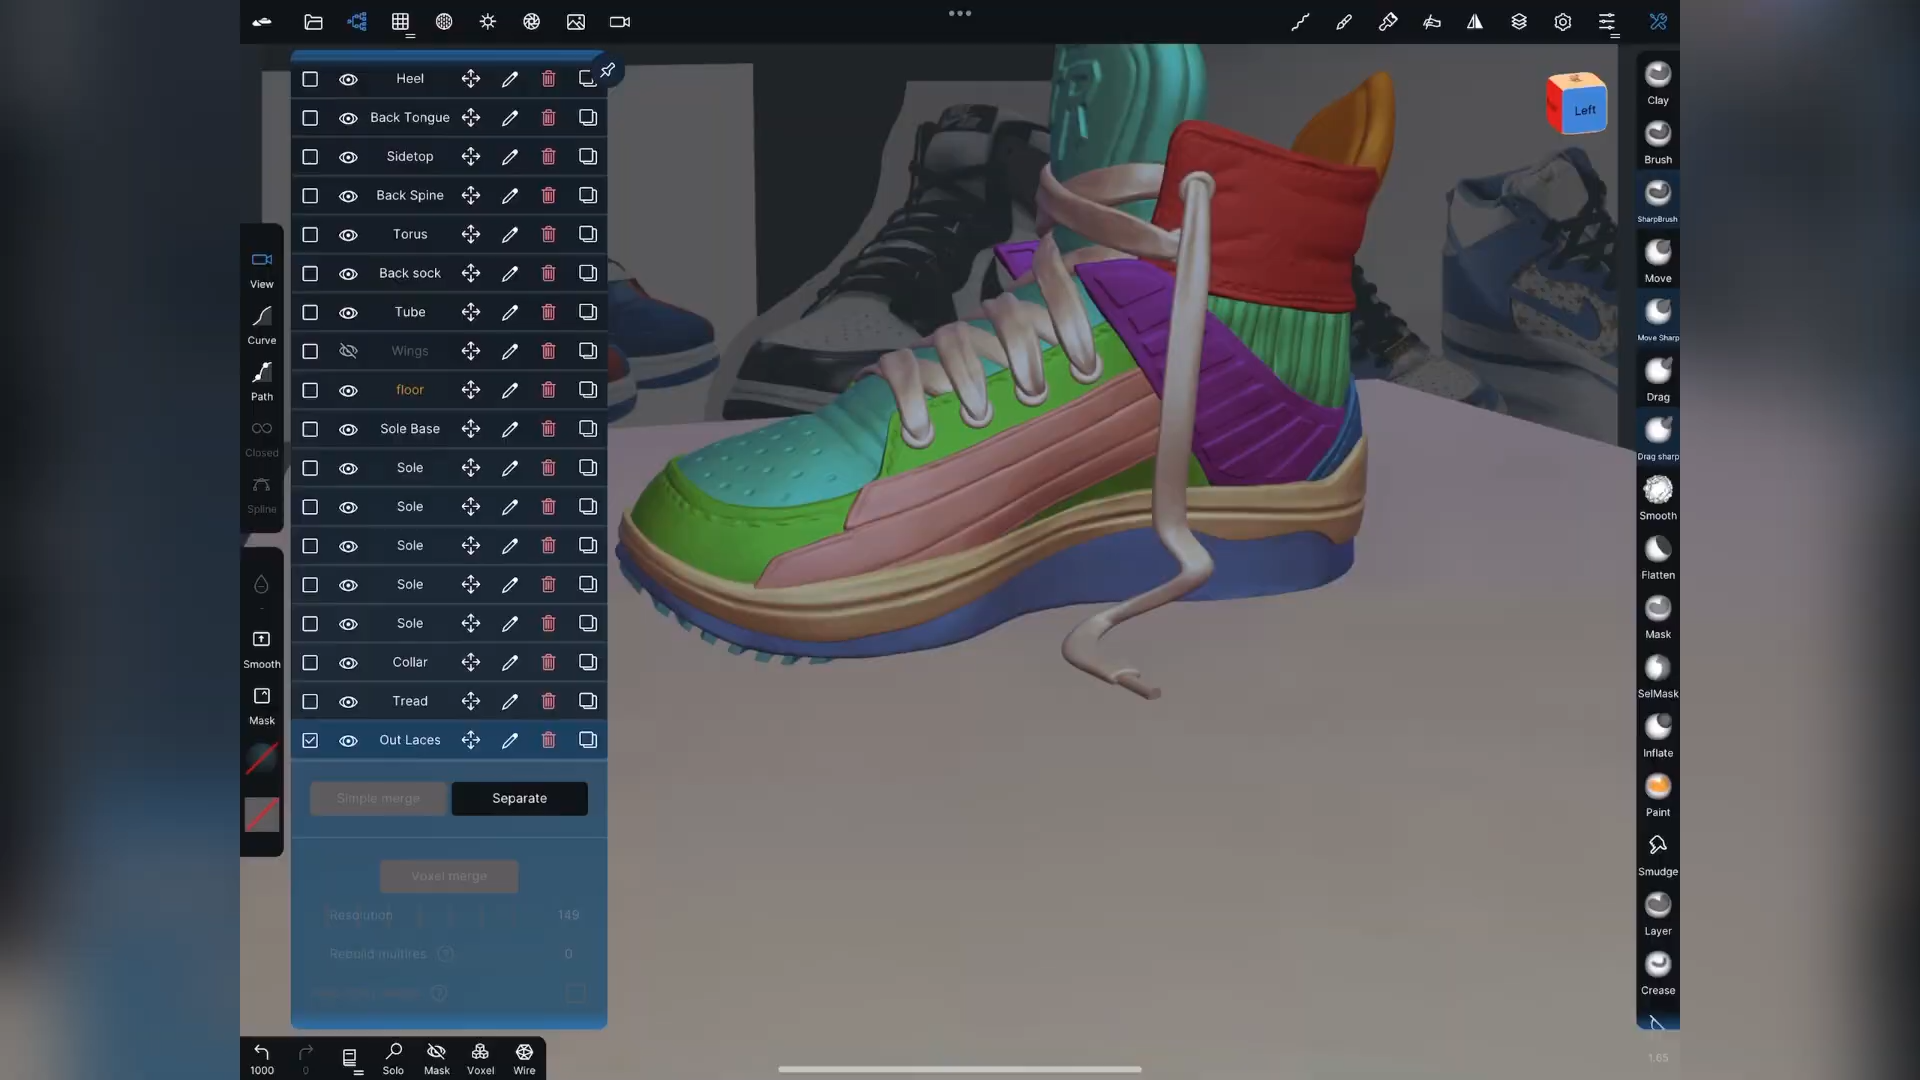 Heel
Back Tongue
Sidetop
Back Spine
Torus
Back sock
Tube
Wings
floor
Sole Base
Sole
Sole
Sole
Sole
Sole
Collar
Tread
Out Laces
Simple merge
Separate
Voxel merge
Resolution 149
Rebuild multires ? 0
View
Curve
Path
Closed
Spline
-
Smooth
Mask
1000
0
Solo
Mask
Voxel
Wire
Left
R
Clay
Brush
SharpBrush
Move
Move Sharp
Drag
Drag sharp
Smooth
Flatten
Mask
SelMask
Inflate
Paint
Smudge
Layer
Crease
1.65